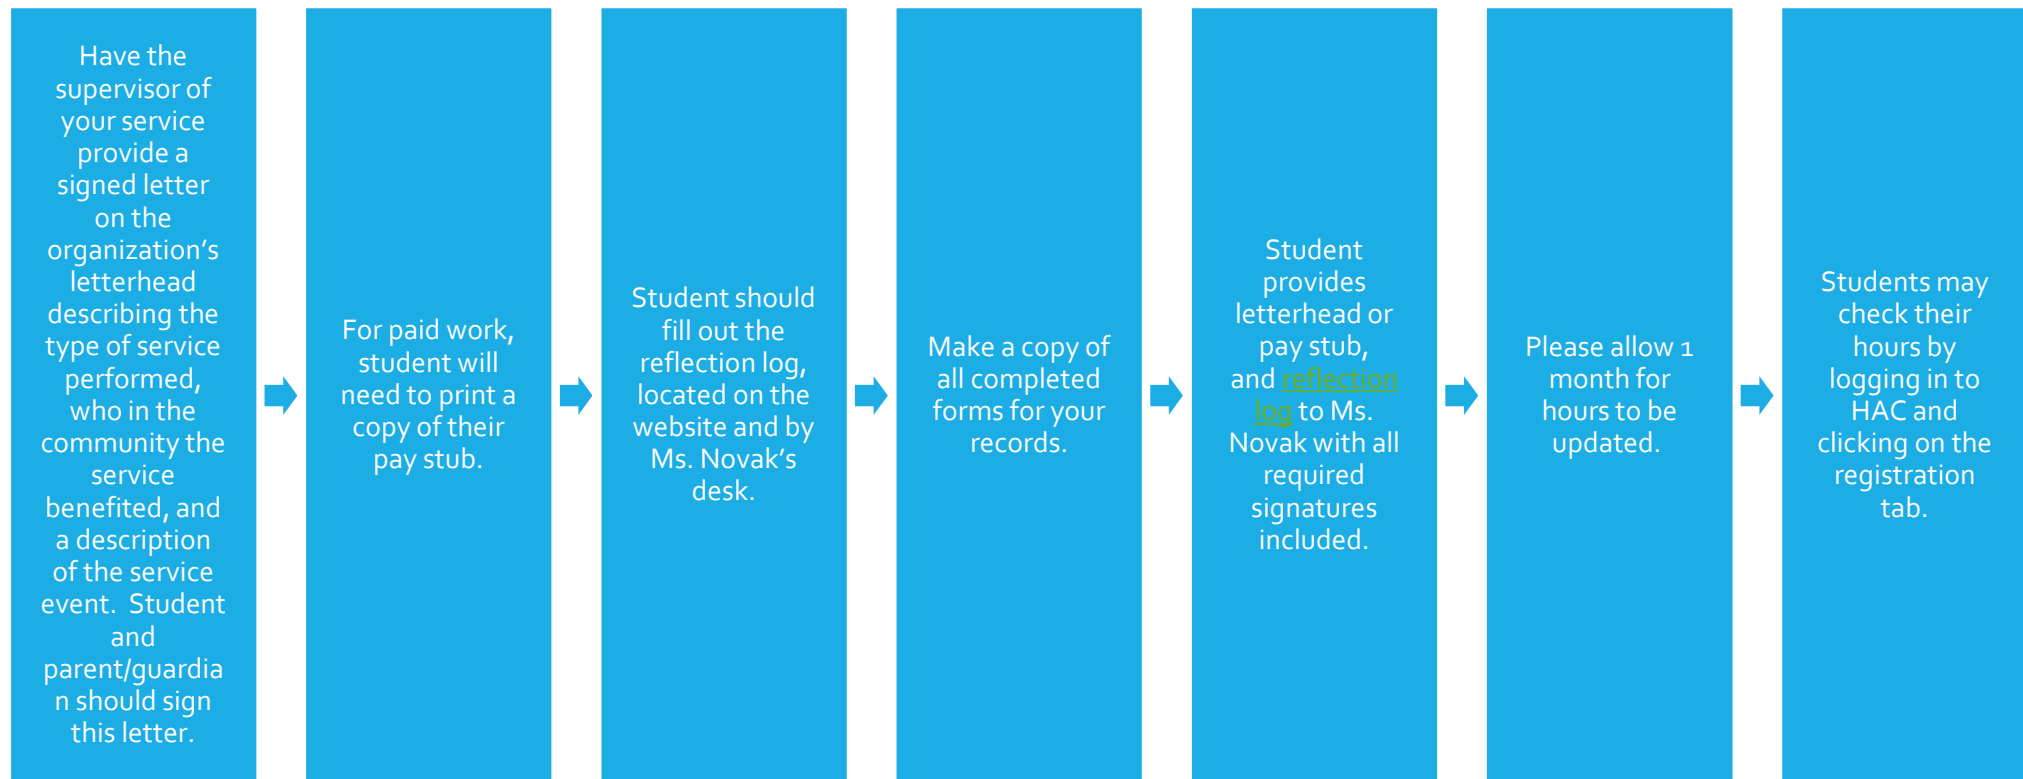 Have the
supervisor of
your service
provide a
signed letter
on the
organization’s
letterhead
describing the
type of service
performed,
who in the
community the
service
benefited, and
a description
of the service
event.  Student
and
parent/guardia
n should sign
this letter.
For paid work,
student will
need to print a
copy of their
pay stub.
Student should
fill out the
reflection log,
located on the
website and by
Ms. Novak’s
desk.
Make a copy of
all completed
forms for your
records.
Student
provides
letterhead or
pay stub,
and reflection
log to Ms.
Novak with all
required
signatures
included.
Please allow 1
month for
hours to be
updated.
Students may
check their
hours by
logging in to
HAC and
clicking on the
registration
tab.